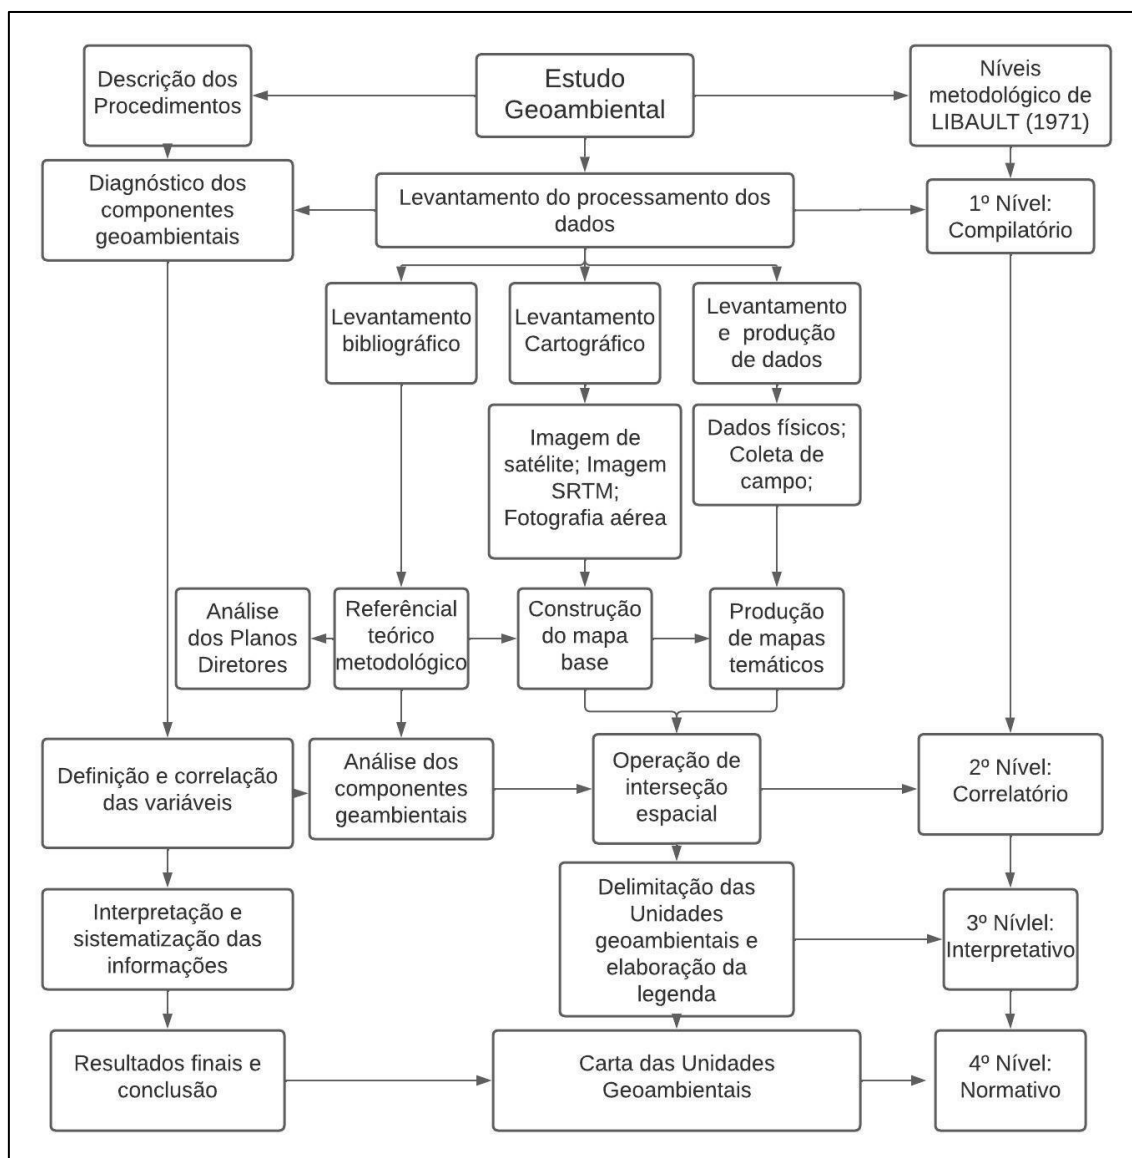 Descrição dos
Procedimentos
Estudo
Geoambiental
Níveis
metodológico de
LIBAULT (1971)
Diagnóstico dos
componentes
geoambientais
Levantamento do processamento dos
dados
1º Nível:
Compilatório
Levantamento
bibliográfico
Levantamento
Cartográfico
Levantamento
e produção
de dados
Imagem de
satélite; Imagem
SRTM;
Fotografia aérea
Dados físicos;
Coleta de
campo;
Análise
dos Planos
Diretores
Referêncial
teórico
metodológico
Construção
do mapa
base
Produção
de mapas
temáticos
Definição e correlação
das variáveis
Análise dos
componentes
geambientais
Operação de
interseção
espacial
2º Nível:
Correlatório
Interpretação e
sistematização das
informações
Delimitação das
Unidades
geoambientais e
elaboração da
legenda
3º Nívlel:
Interpretativo
Resultados finais e
conclusão
Carta das Unidades
Geoambientais
4º Nível:
Normativo